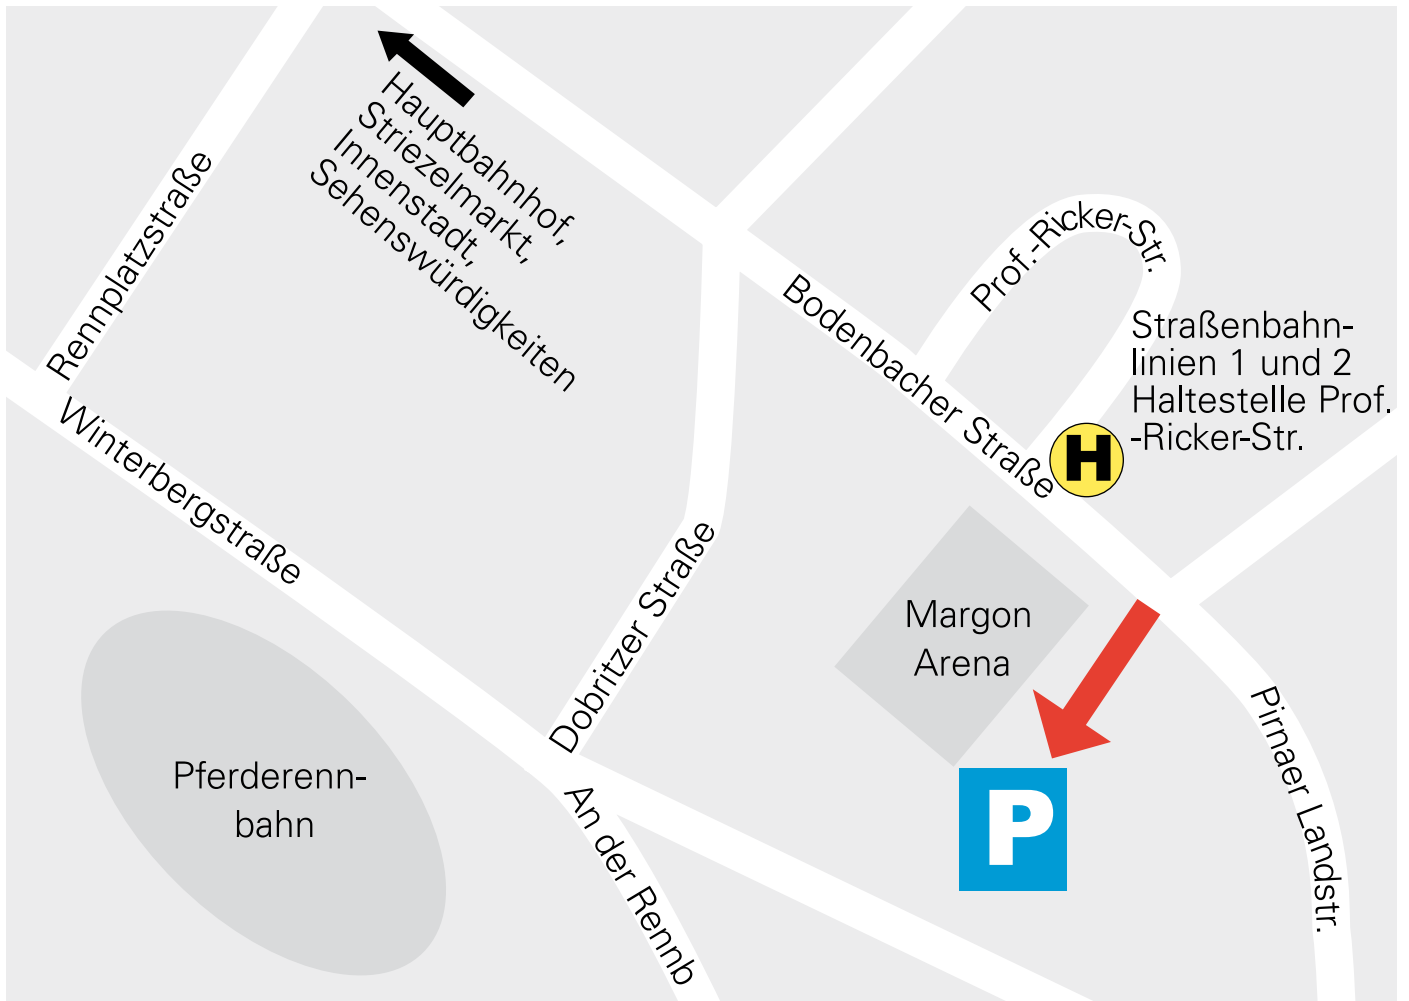 Hauptbahnhof,
Striezelmarkt,
Innenstadt,
Sehenswürdigkeiten
Rennplatzstraße
Prof.-Ricker-Str.
Bodenbacher Straße
Straßenbahn-
linien 1 und 2
Haltestelle Prof.
-Ricker-Str.
H
Winterbergstraße
Dobritzer Straße
Margon
Arena
Pirnaer Landstr.
Pferderenn-
bahn
P
An der Rennb